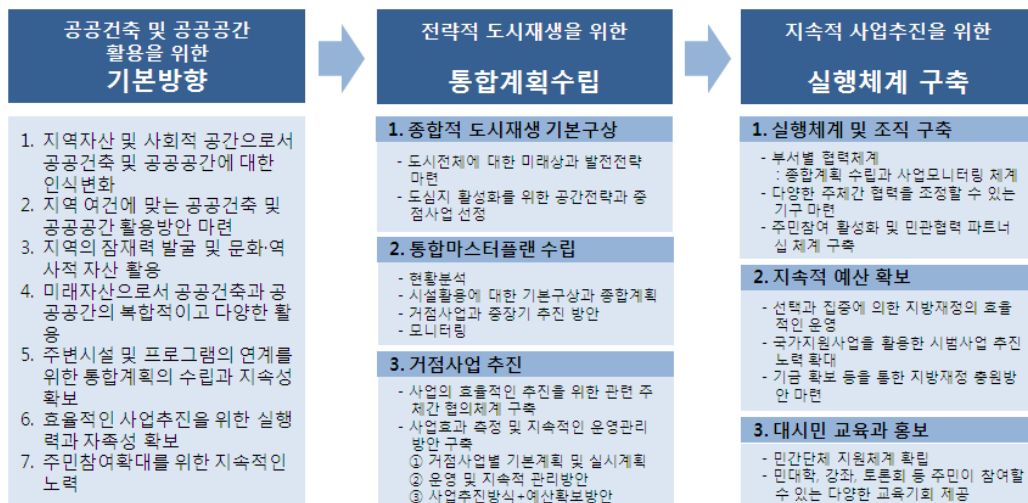 공공건축 및 공공공간
활용을 위한
기본방향
1. 지역자산 및 사회적 공간으로서
공공건축 및 공공공간에 대한
인식변화
2. 지역 여건에 맞는 공공건축 및
공공공간 활용방안 마련
3. 지역의 잠재력 발굴 및 문화·역
사적 자산 활용
4. 미래자산으로서 공공건축과 공
공공간의 복합적이고 다양한 활
용
5. 주변시설 및 프로그램의 연계를
위한 통합계획의 수립과 지속성
확보
6. 효율적인 사업추진을 위한 실행
력과 자족성 확보
7. 주민참여확대를 위한 지속적인
노력
전략적 도시재생을 위한
통합계획수립
1. 종합적 도시재생 기본구상
- 도시전체에 대한 미래상과 발전전략
마련
- 도심지 활성화를 위한 공간전략과 중
점사업 선정
2. 통합마스터플랜 수립
- 현황분석
- 시설활용에 대한 기본구상과 종합계획
- 거점사업과 중장기 추진 방안
- 모니터링
3. 거점사업 추진
- 사업의 효율적인 추진을 위한 관련 주
체간 협의체계 구축
- 사업효과 측정 및 지속적인 운영관리
방안 구축
① 거점사업별 기본계획 및 실시계획
② 운영 및 지속적 관리방안
③ 사업추진방식+예산확보방안
지속적 사업추진을 위한
실행체계 구축
1. 실행체계 및 조직 구축
- 부서별 협력체계
: 종합계획 수립과 사업모니터링 체계
- 다양한 주체간 협력을 조정할 수 있는
기구 마련
- 주민참여 활성화 및 민관협력 파트너
십 체계 구축
2. 지속적 예산 확보
- 선택과 집중에 의한 지방재정의 효율
적인 운영
- 국가지원사업을 활용한 시범사업 추진
노력 확대
- 기금 확보 등을 통한 지방재정 충원방
안 마련
3. 대시민 교육과 홍보
- 민간단체 지원체계 확립
- 민대학, 강좌, 토론회 등 주민이 참여할
수 있는 다양한 교육기회 제공